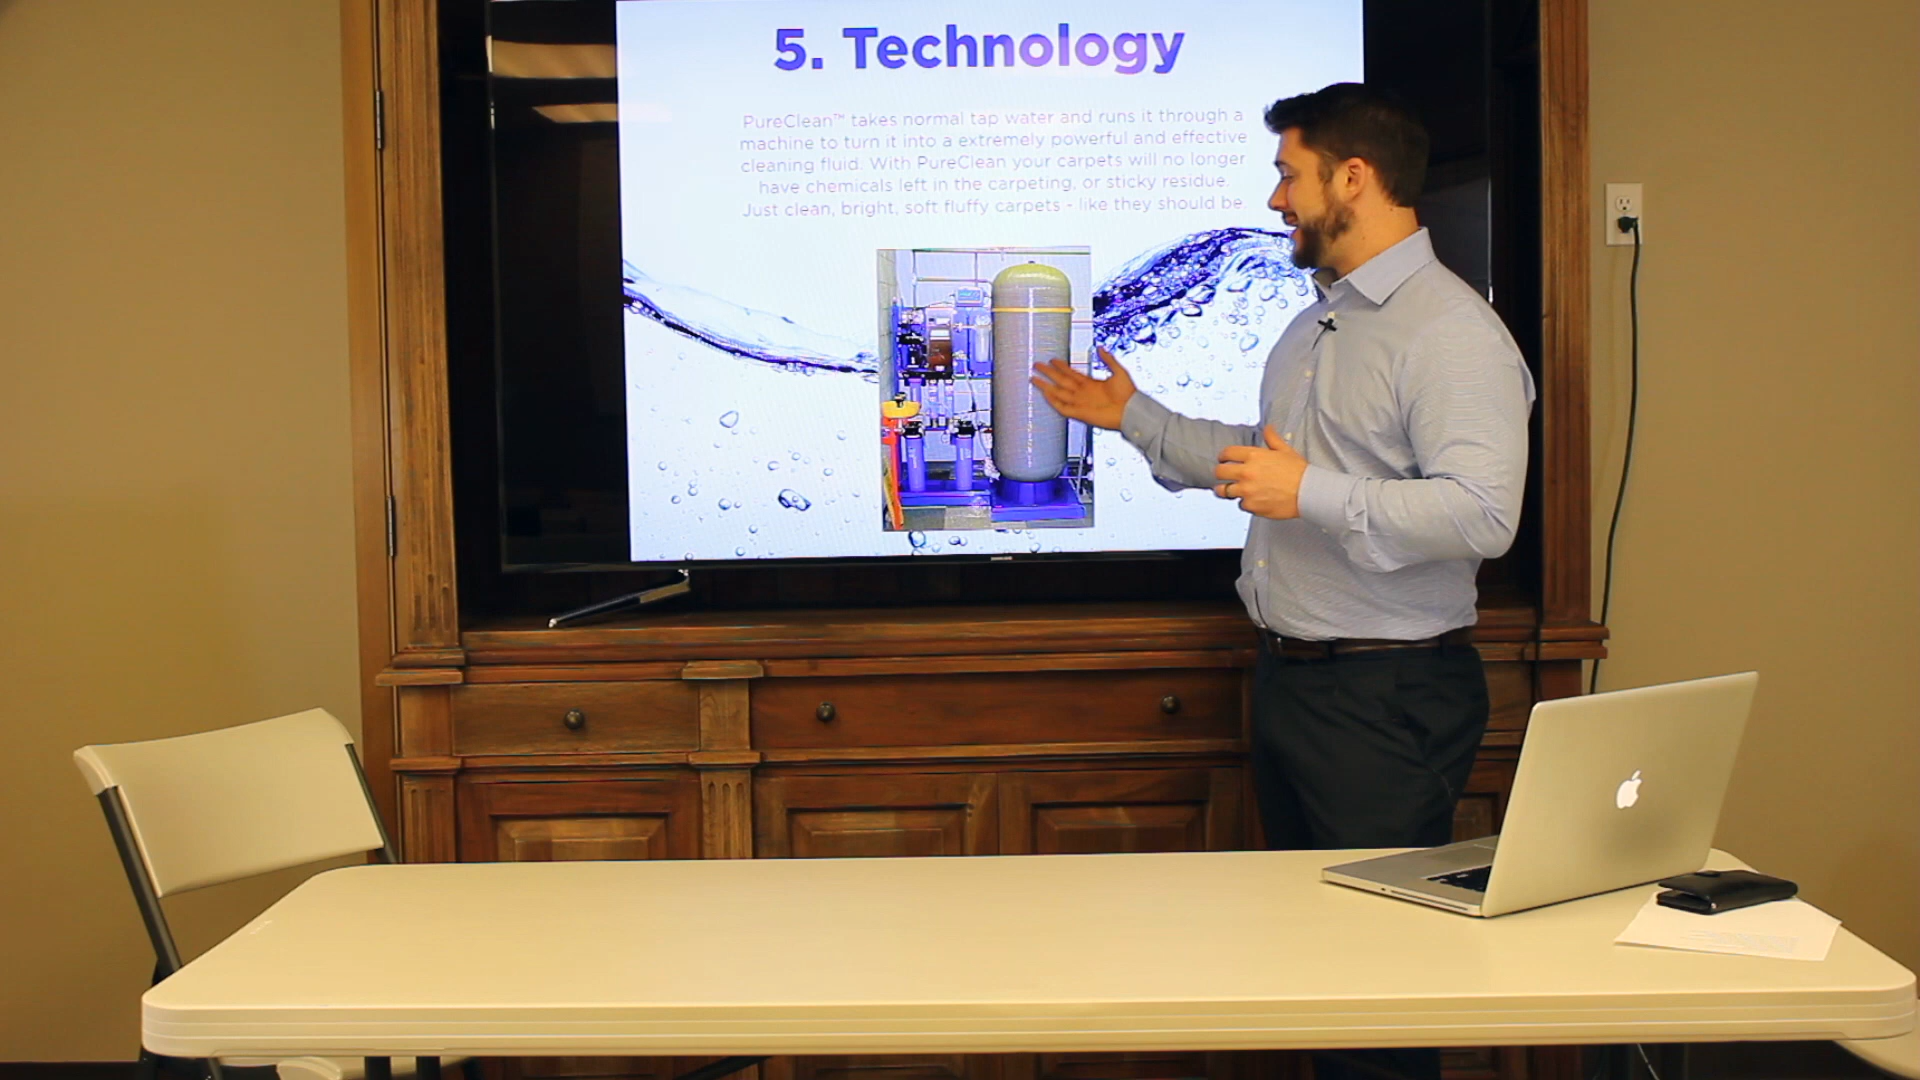 5. Technology
PureClean™ takes normal tap water and runs it through a
machine to turn it into a extremely powerful and effective
cleaning fluid. With PureClean your carpets will no longer
have chemicals left in the carpeting, or sticky residue.
Just clean, bright, soft fluffy carpets - like they should be